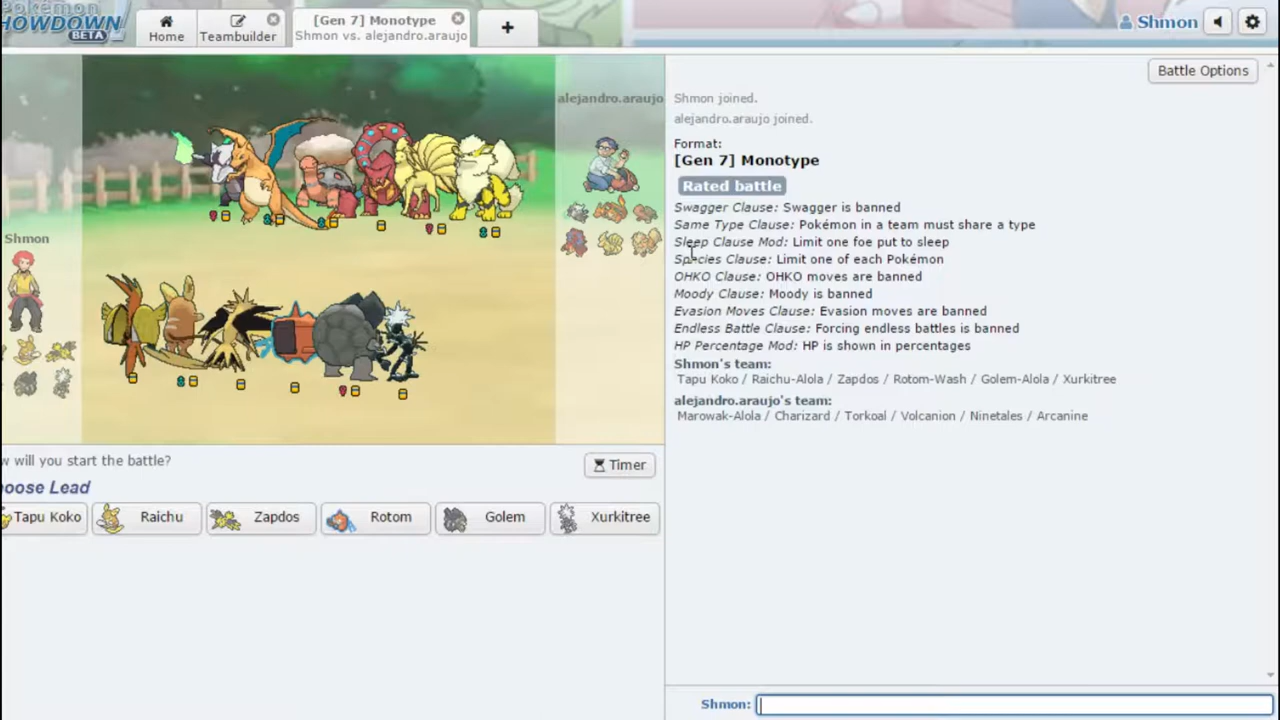 Pokémon
HOWDOWN
BETA
Home
Teambuilder
[Gen 7] Monotype
Shmon vs. alejandro.araujo
+
Shmon
Shmon
alejandro.araujo
Battle Options
Shmon joined.
alejandro.araujo joined.
Format:
[Gen 7] Monotype
Rated battle
Swagger Clause: Swagger is banned
Same Type Clause: Pokémon in a team must share a type
Sleep Clause Mod: Limit one foe put to sleep
Species Clause: Limit one of each Pokémon
OHKO Clause: OHKO moves are banned
Moody Clause: Moody is banned
Evasion Moves Clause: Evasion moves are banned
Endless Battle Clause: Forcing endless battles is banned
HP Percentage Mod: HP is shown in percentages
Shmon's team:
Tapu Koko / Raichu-Alola / Zapdos / Rotom-Wash / Golem-Alola / Xurkitree
alejandro.araujo's team:
Marowak-Alola / Charizard / Torkoal / Volcanion / Ninetales / Arcanine
w will you start the battle?
Timer
oose Lead
Tapu Koko
Raichu
Zapdos
Rotom
Golem
Xurkitree
Shmon: